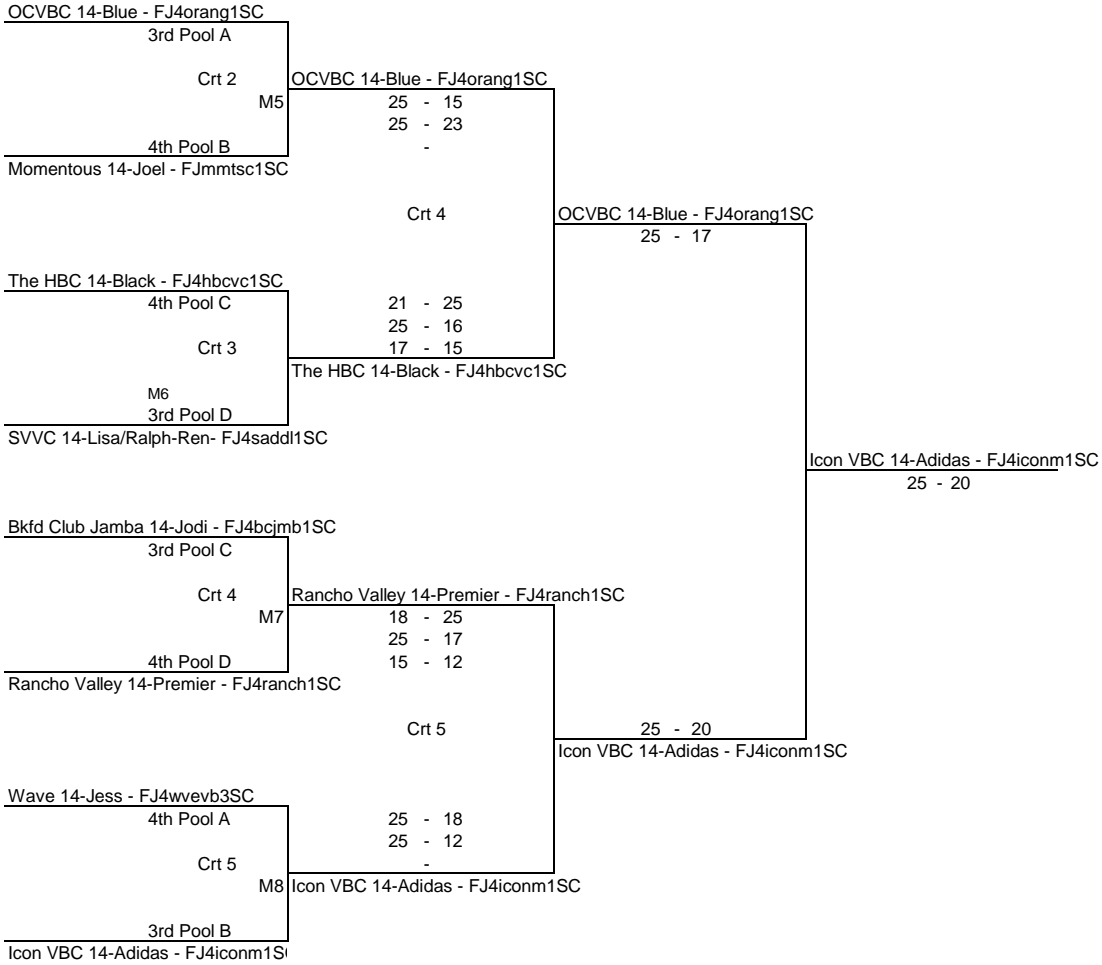 OCVBC 14-Blue - FJ4orang1SC
3rd Pool A
Crt 2
OCVBC 14-Blue - FJ4orang1SC
M5
25 - 15
25 - 23
-
4th Pool B
Momentous 14-Joel - FJmmtsc1SC
Crt 4
OCVBC 14-Blue - FJ4orang1SC
25 - 17
The HBC 14-Black - FJ4hbcvc1SC
4th Pool C
21 - 25
25 - 16
Crt 3
17 - 15
The HBC 14-Black - FJ4hbcvc1SC
M6
3rd Pool D
SVVC 14-Lisa/Ralph-Ren- FJ4saddl1SC
Icon VBC 14-Adidas - FJ4iconm1SC
25 - 20
Bkfd Club Jamba 14-Jodi - FJ4bcjmb1SC
3rd Pool C
Crt 4
Rancho Valley 14-Premier - FJ4ranch1SC
M7
18 - 25
25 - 17
4th Pool D
15 - 12
Rancho Valley 14-Premier - FJ4ranch1SC
Crt 5
25 - 20
Icon VBC 14-Adidas - FJ4iconm1SC
Wave 14-Jess - FJ4wvevb3SC
4th Pool A
25 - 18
25 - 12
Crt 5
-
M8
Icon VBC 14-Adidas - FJ4iconm1SC
3rd Pool B
Icon VBC 14-Adidas - FJ4iconm1S